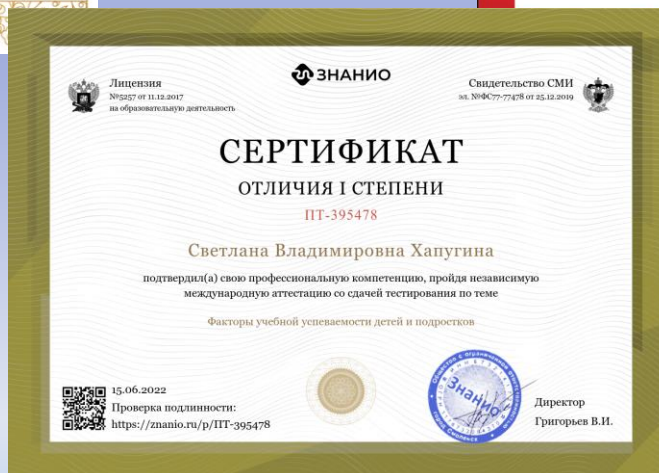 Лицензия
№5257 от 11.12.2017
на образовательную деятельность
ЗНАНИО
Свидетельство СМИ
эл. №ФС77-77478 от 25.12.2019
СЕРТИФИКАТ
ОТЛИЧИЯ I СТЕПЕНИ
ПТ-395478
Светлана Владимировна Хапугина
подтвердил(а) свою профессиональную компетенцию, пройдя независимую
международную аттестацию со сдачей тестирования по теме
Факторы учебной успеваемости детей и подростков
15.06.2022
Проверка подлинности:
https://znanio.ru/p/ПТ-395478
Знанио
Директор
Григорьев В.И.